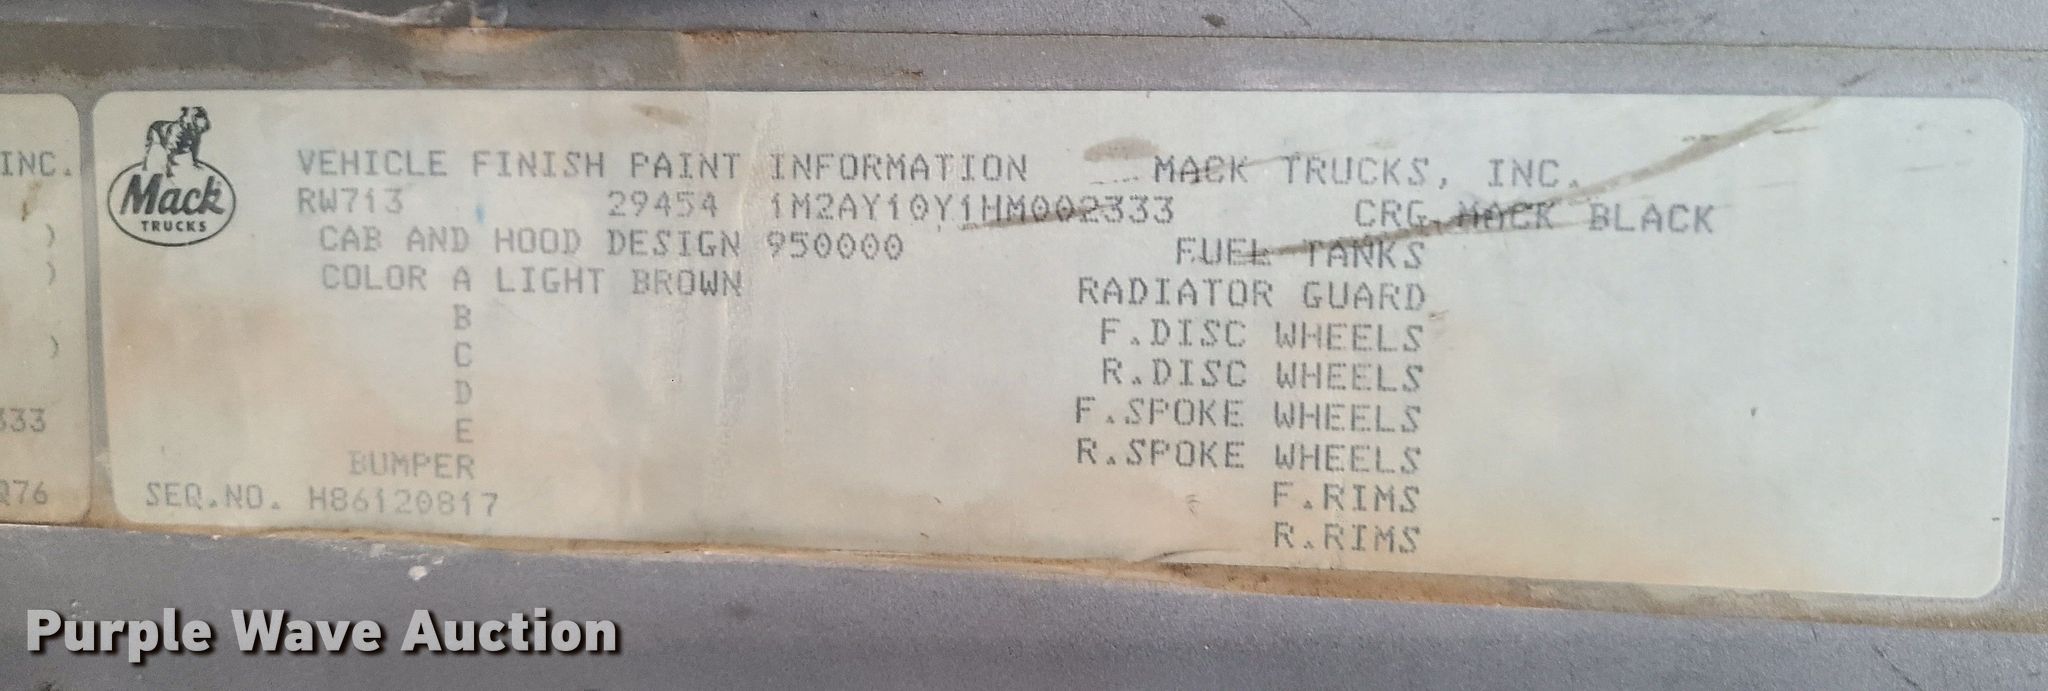 INC.
)
)
)
333
Q76
Mack
TRUCKS
VEHICLE FINISH PAINT INFORMATION MACK TRUCKS, INC.
RW713 29454 1M2AY10Y1HM002333 CRG.MACK BLACK
CAB AND HOOD DESIGN 950000 FUEL TANKS
COLOR A LIGHT BROWN RADIATOR GUARD
B F.DISC WHEELS
C R.DISC WHEELS
D F.SPOKE WHEELS
E R.SPOKE WHEELS
BUMPER F.RIMS
SEQ.NO. H86120817 R.RIMS
Purple Wave Auction